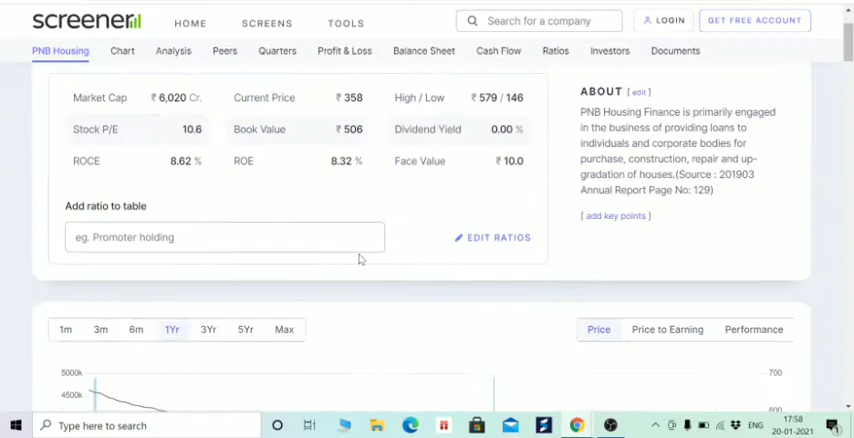 screener HOME SCREENS TOOLS Search for a company LOGIN GET FREE ACCOUNT
PNB Housing Chart Analysis Peers Quarters Profit & Loss Balance Sheet Cash Flow Ratios Investors Documents
Market Cap ₹ 6,020 Cr. Current Price ₹ 358 High / Low ₹ 579 / 146
Stock P/E 10.6 Book Value ₹ 506 Dividend Yield 0.00 %
ROCE 8.62 % ROE 8.32 % Face Value ₹ 10.0
Add ratio to table
eg. Promoter holding EDIT RATIOS
ABOUT [ edit ]
PNB Housing Finance is primarily engaged
in the business of providing loans to
individuals and corporate bodies for
purchase, construction, repair and up-
gradation of houses.(Source : 201903
Annual Report Page No: 129)
[ add key points ]
1m 3m 6m 1Yr 3Yr 5Yr Max Price Price to Earning Performance
5000k 700
4500k 600
Type here to search ENG 17:58
20-01-2021 1